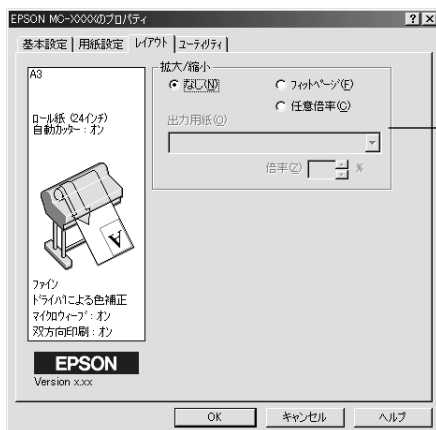 EPSON MC-XXXXのプロパティ
基本設定 用紙設定 レイアウト ユーティリティ
A3
ロール紙 (24インチ)
自動カッター : オン
A
ファイン
ドライバによる色補正
マイクロウィーブ : オン
双方向印刷 : オン
EPSON
Version x.xx
拡大/縮小
なし(N)
フィットページ(F)
任意倍率(C)
出力用紙(O)
倍率(Z) %
OK キャンセル ヘルプ